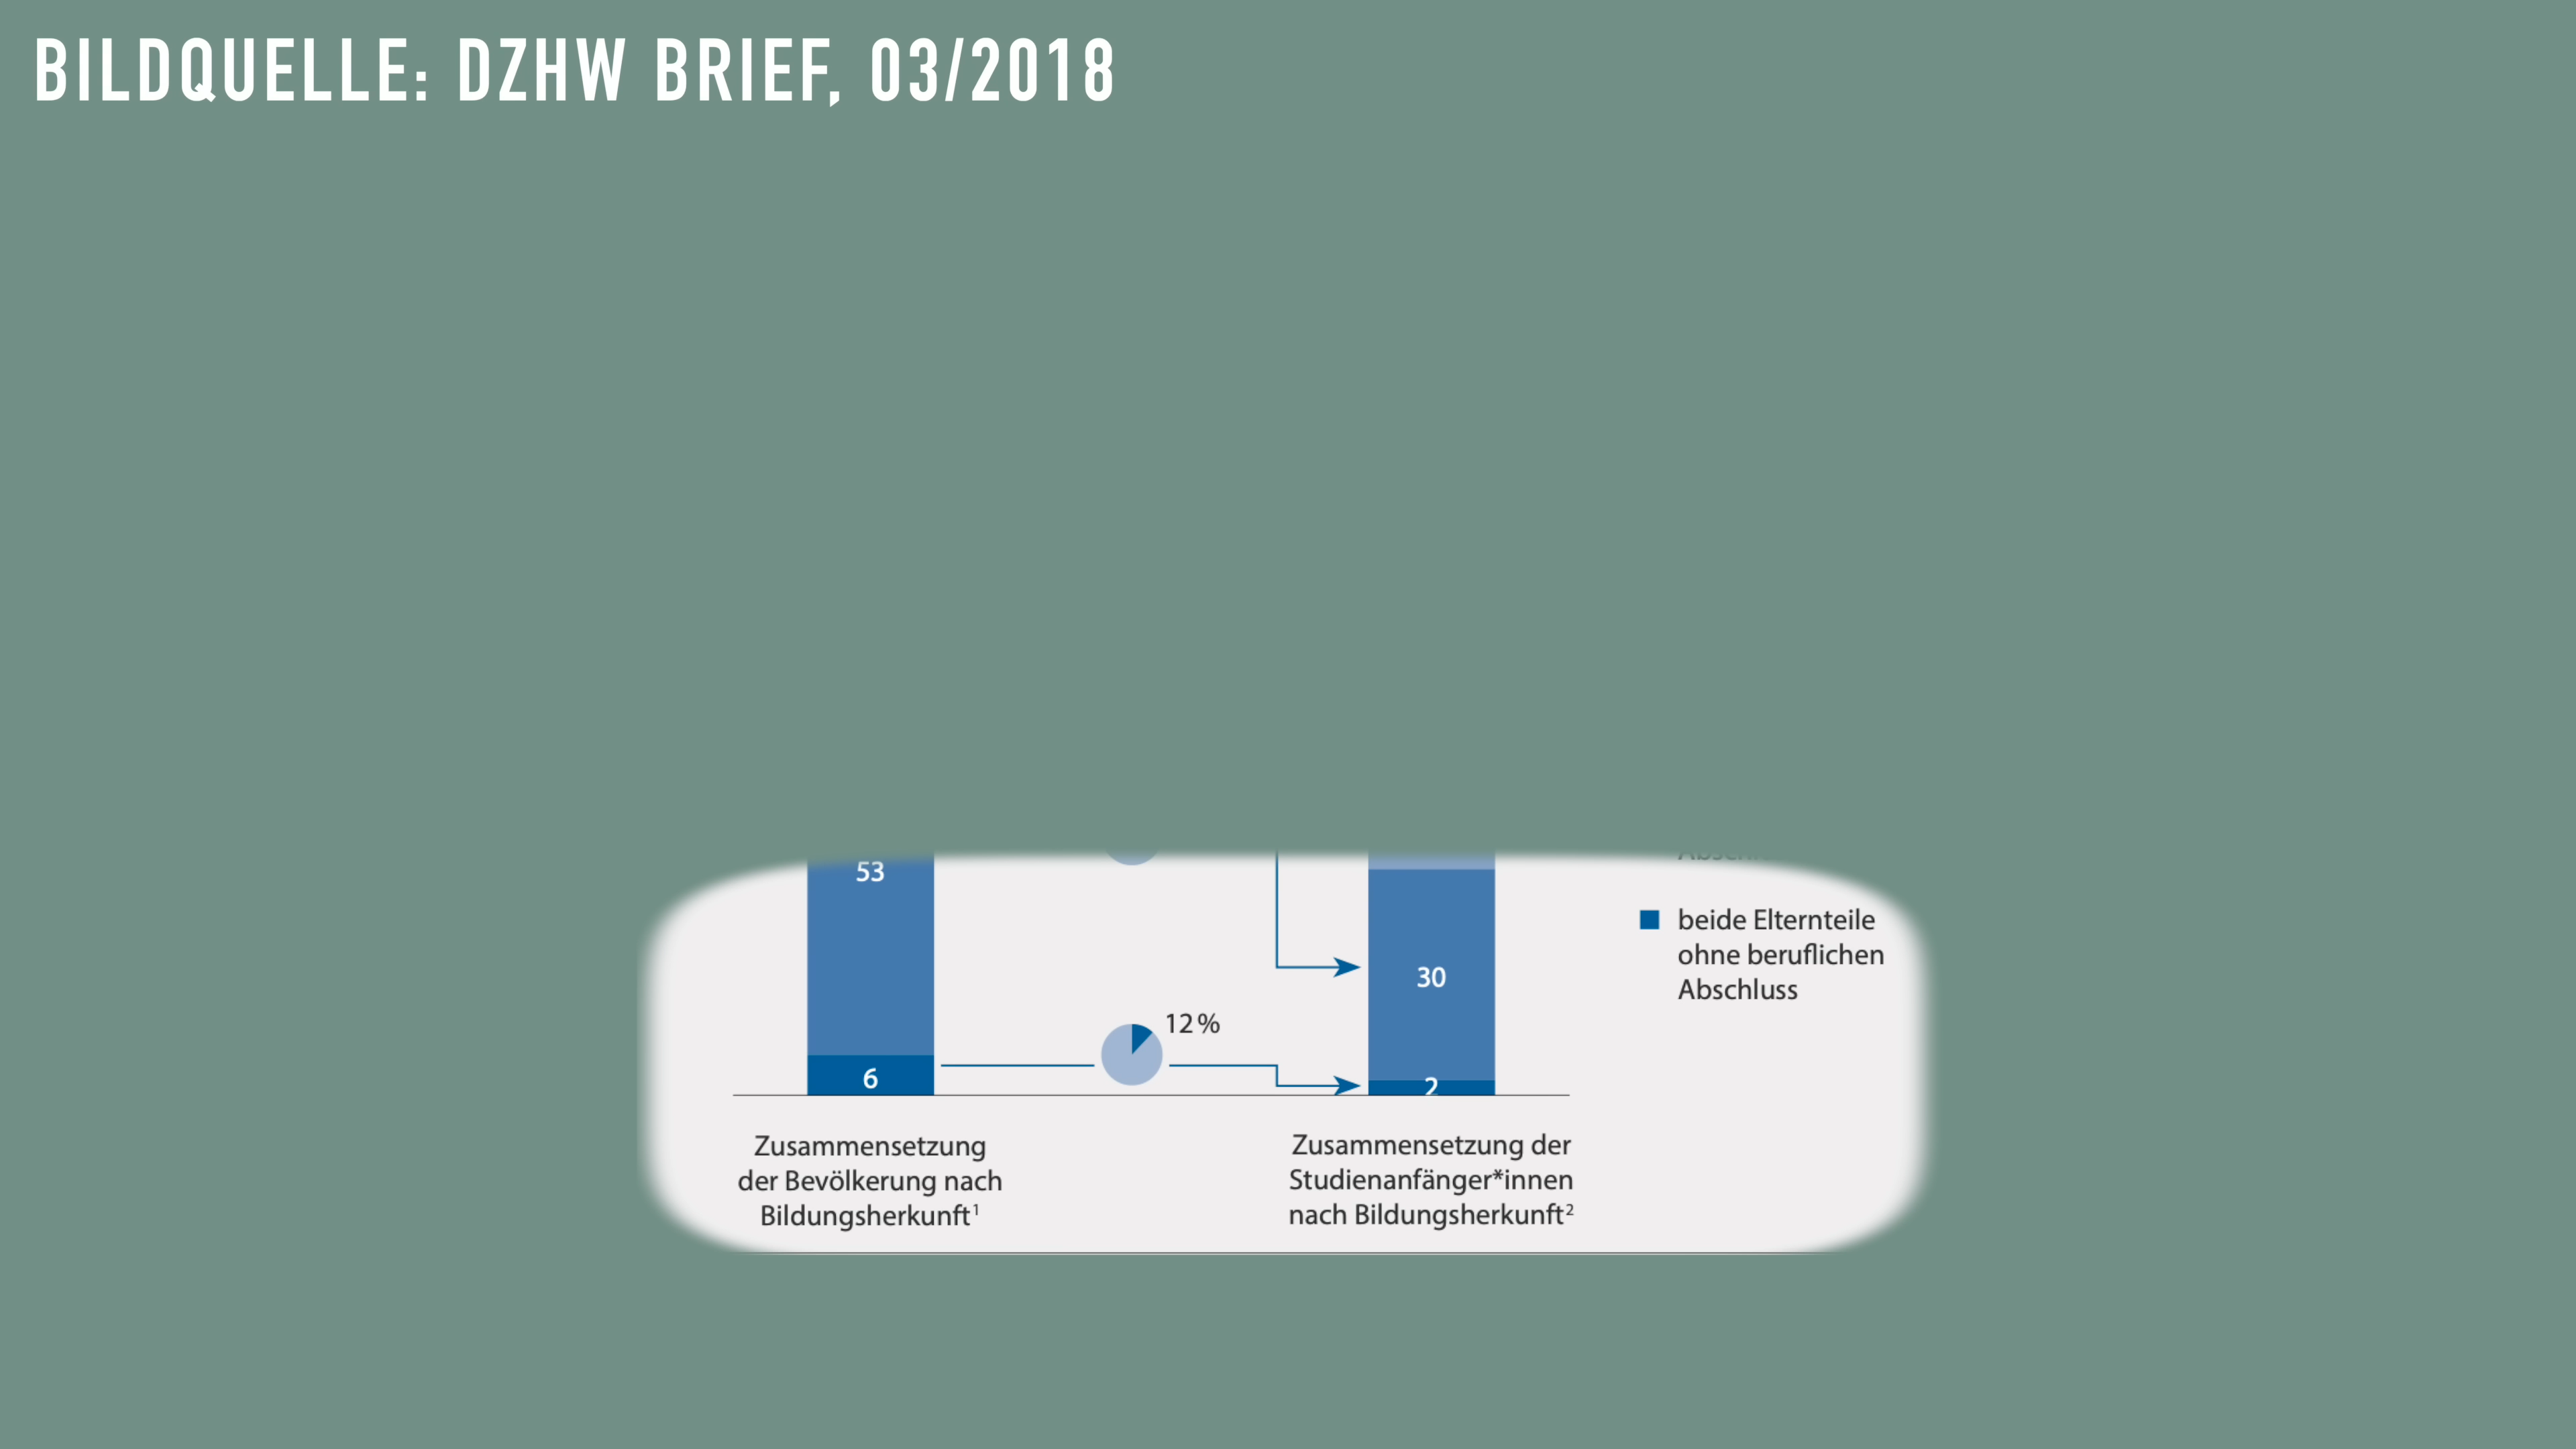 BILDQUELLE: DZHW BRIEF, 03/2018
53
beide Elternteile
ohne beruflichen
Abschluss
30
12%
6
2
Zusammensetzung
der Bevölkerung nach
Bildungsherkunft¹
Zusammensetzung der
Studienanfänger*innen
nach Bildungsherkunft²